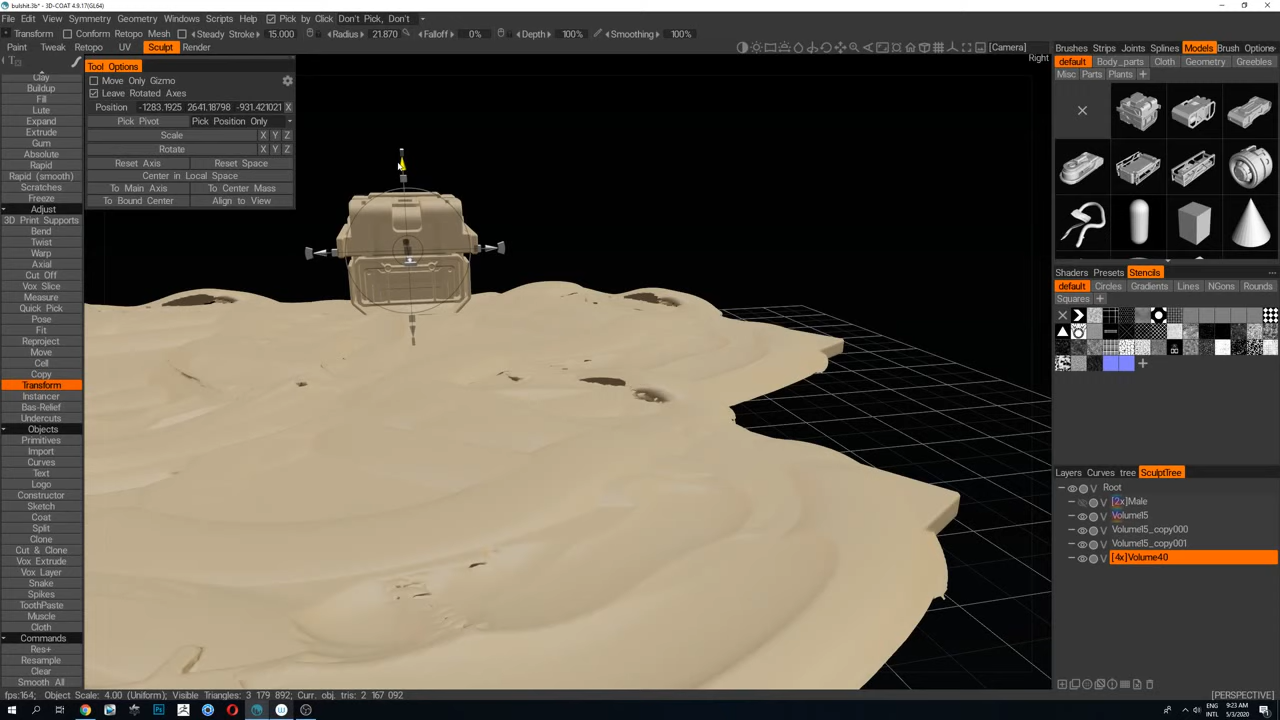 bulshit.3b* - 3D-COAT 4.9.17(GL64)
File Edit View Symmetry Geometry Windows Scripts Help Pick by Click Don't Pick, Don't
Transform Conform Retopo Mesh Steady Stroke 15.000 Radius 21.870 Falloff 0% Depth 100% Smoothing 100%
Paint Tweak Retopo UV Sculpt Render
[Camera]
Right
Clay
Buildup
Fill
Lute
Expand
Extrude
Gum
Absolute
Rapid
Rapid (smooth)
Scratches
Freeze
Adjust
3D Print Supports
Bend
Twist
Warp
Axial
Cut Off
Vox Slice
Measure
Quick Pick
Pose
Fit
Reproject
Move
Cell
Copy
Transform
Instancer
Bas-Relief
Undercuts
Objects
Primitives
Import
Curves
Text
Logo
Constructor
Sketch
Coat
Split
Clone
Cut & Clone
Vox Extrude
Vox Layer
Snake
Spikes
ToothPaste
Muscle
Cloth
Commands
Res+
Resample
Clear
Smooth All
Tool Options
Move Only Gizmo
Leave Rotated Axes
Position -1283.1925 2641.18798 -931.421021 X
Pick Pivot Pick Position Only
Scale X Y Z
Rotate X Y Z
Reset Axis Reset Space
Center in Local Space
To Main Axis To Center Mass
To Bound Center Align to View
Brushes Strips Joints Splines Models Brush Options
default Body_parts Cloth Geometry Greebles
Misc Parts Plants +
Shaders Presets Stencils
default Circles Gradients Lines NGons Rounds
Squares +
Layers Curves tree SculptTree
Root
V [2x]Male
V Volume15
V Volume15_copy000
V Volume15_copy001
V [4x]Volume40
fps:164; Object Scale: 4.00 (Uniform); Visible Triangles: 3 179 892; Curr. obj. tris: 2 167 092
[PERSPECTIVE]
ENG
INTL
9:23 AM
5/3/2020